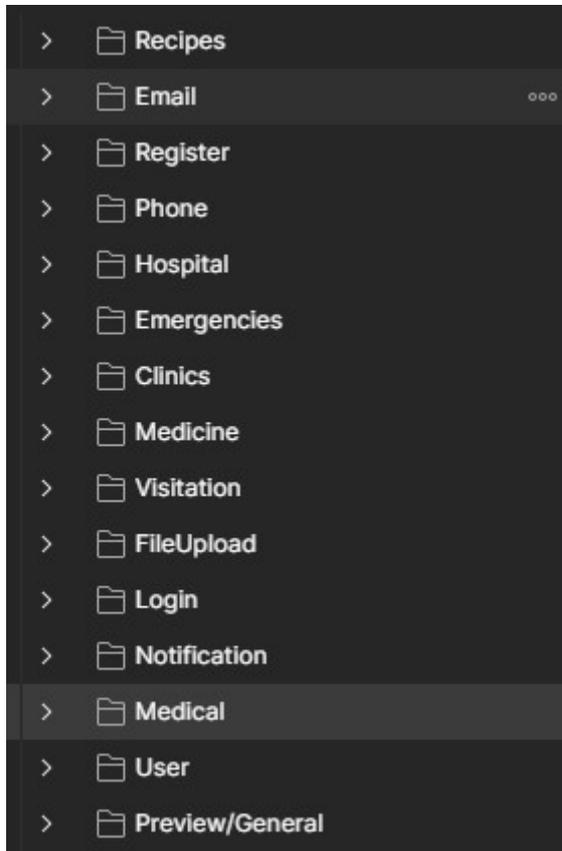 Recipes
Email
Register
Phone
Hospital
Emergencies
Clinics
Medicine
Visitation
FileUpload
Login
Notification
Medical
User
Preview/General